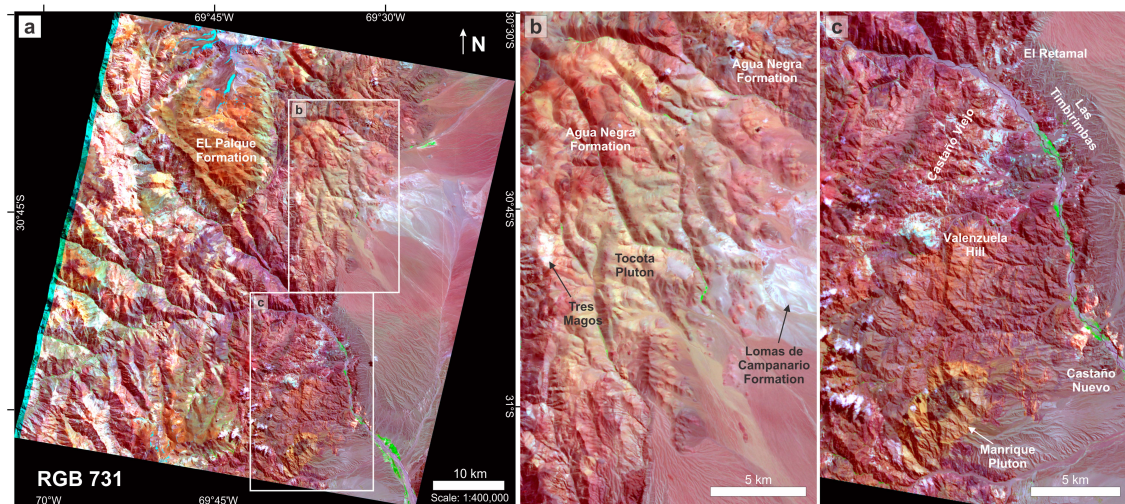 a
69°45'W
69°30'W
30°30'S
N
b
EL Palque
Formation
30°45'S
30°45'S
c
31°S
RGB 731
10 km
Scale: 1:400,000
70°W
69°45'W
b
Agua Negra
Formation
Agua Negra
Formation
Tocota
Pluton
Tres
Magos
Lomas de
Campanario
Formation
5 km
c
El Retamal
Las
Timbirimbas
Castaño Viejo
Valenzuela
Hill
Castaño
Nuevo
Manrique
Pluton
5 km